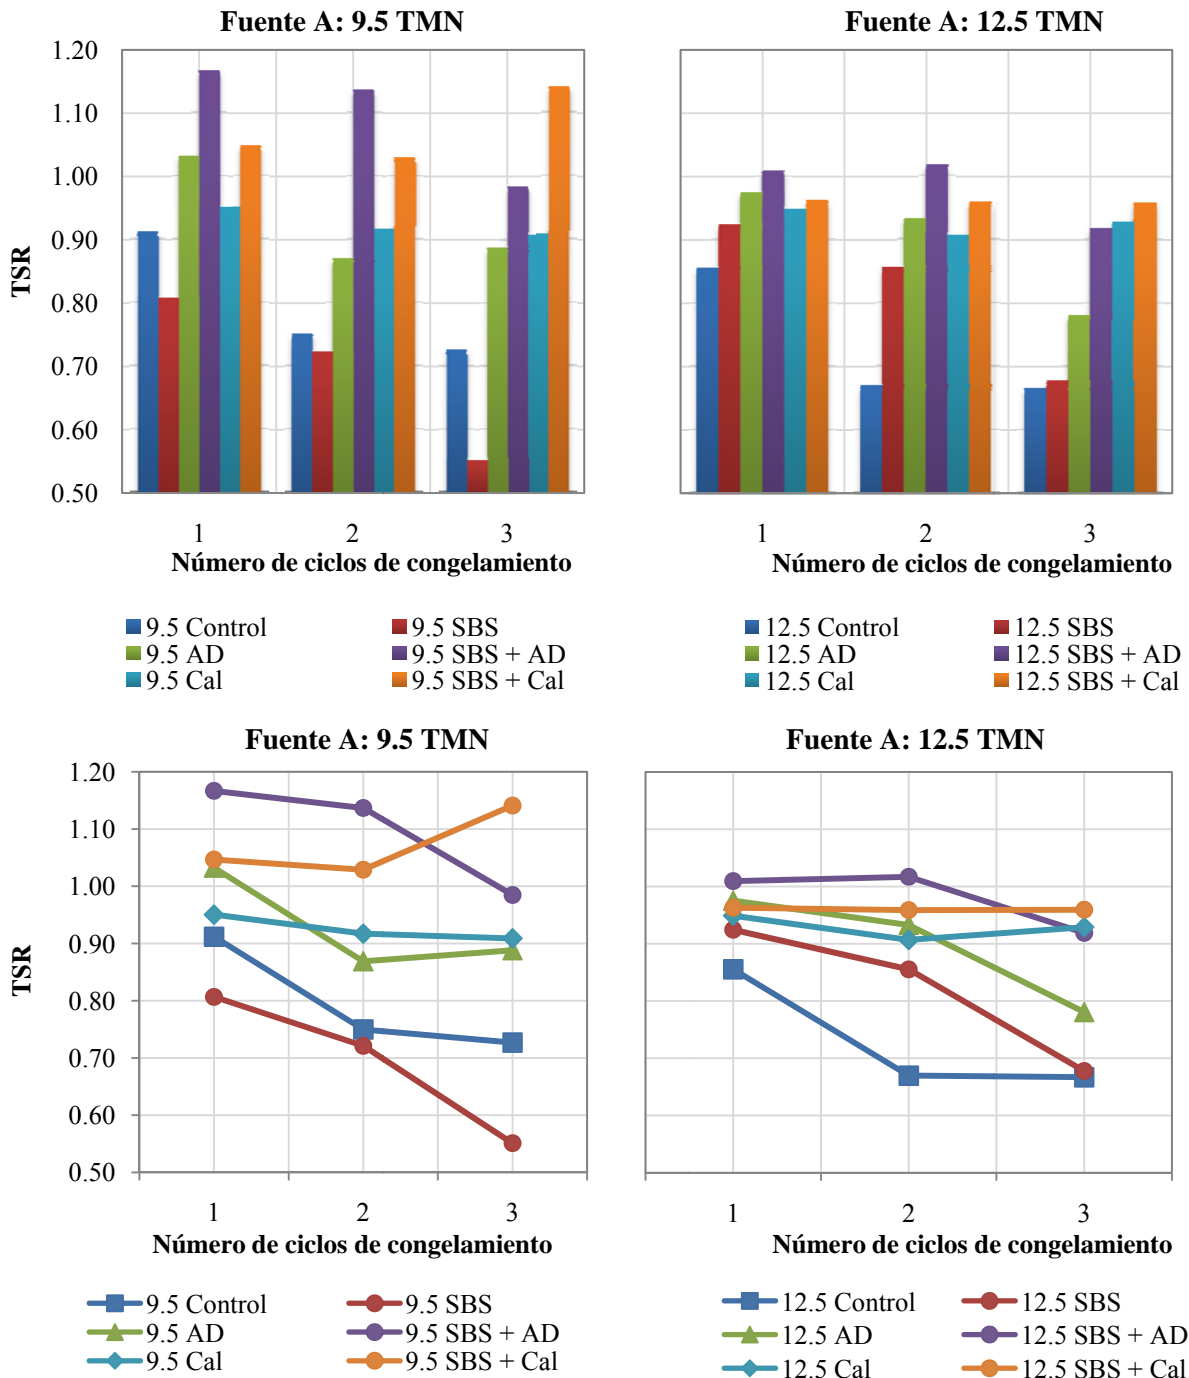 Fuente A: 9.5 TMN
1.20
1.10
1.00
0.90
0.80
0.70
0.60
0.50
TSR
1 2 3
Número de ciclos de congelamiento
9.5 Control 9.5 SBS
9.5 AD 9.5 SBS + AD
9.5 Cal 9.5 SBS + Cal
Fuente A: 12.5 TMN
1 2 3
Número de ciclos de congelamiento
12.5 Control 12.5 SBS
12.5 AD 12.5 SBS + AD
12.5 Cal 12.5 SBS + Cal
Fuente A: 9.5 TMN
1.20
1.10
1.00
0.90
0.80
0.70
0.60
0.50
TSR
1 2 3
Número de ciclos de congelamiento
9.5 Control 9.5 SBS
9.5 AD 9.5 SBS + AD
9.5 Cal 9.5 SBS + Cal
Fuente A: 12.5 TMN
1 2 3
Número de ciclos de congelamiento
12.5 Control 12.5 SBS
12.5 AD 12.5 SBS + AD
12.5 Cal 12.5 SBS + Cal